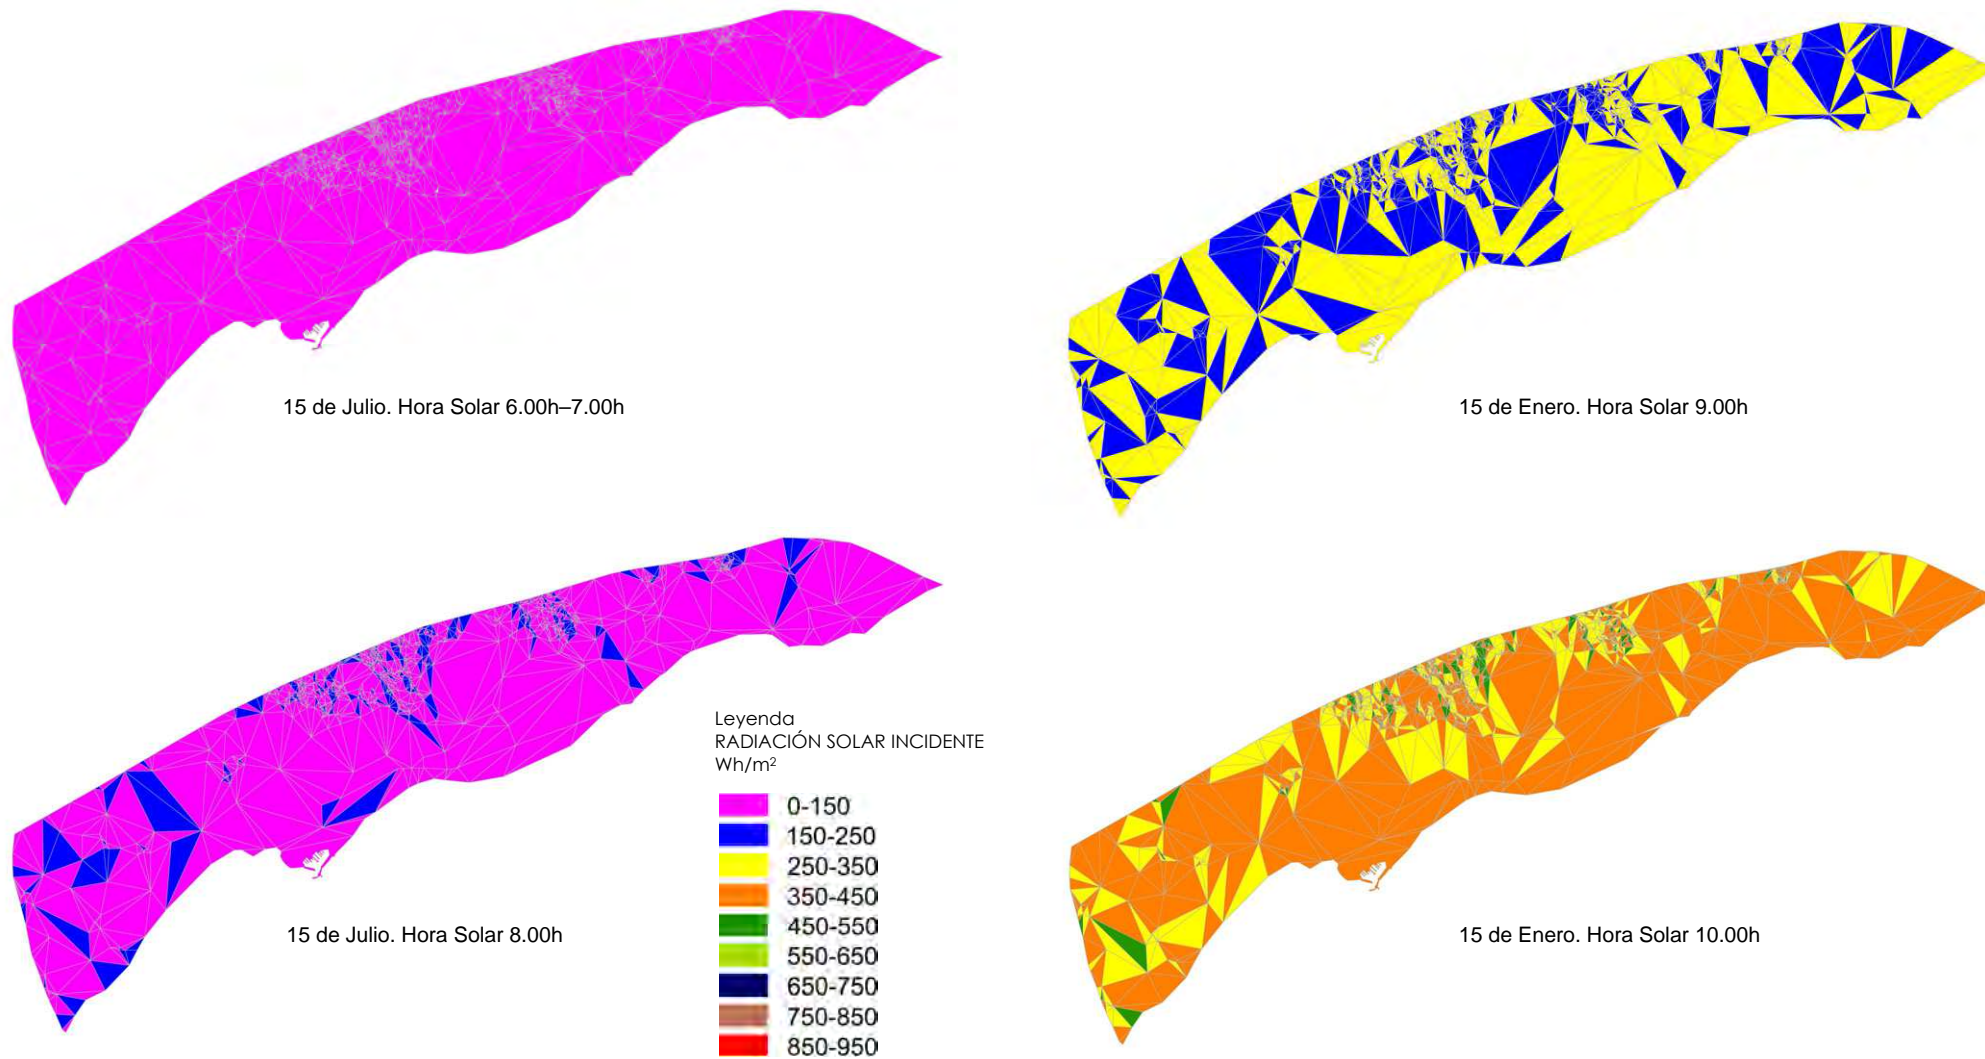 15 de Julio. Hora Solar 6.00h–7.00h
15 de Enero. Hora Solar 9.00h
15 de Julio. Hora Solar 8.00h
Leyenda
RADIACIÓN SOLAR INCIDENTE
Wh/m²
0-150
150-250
250-350
350-450
450-550
550-650
650-750
750-850
850-950
15 de Enero. Hora Solar 10.00h